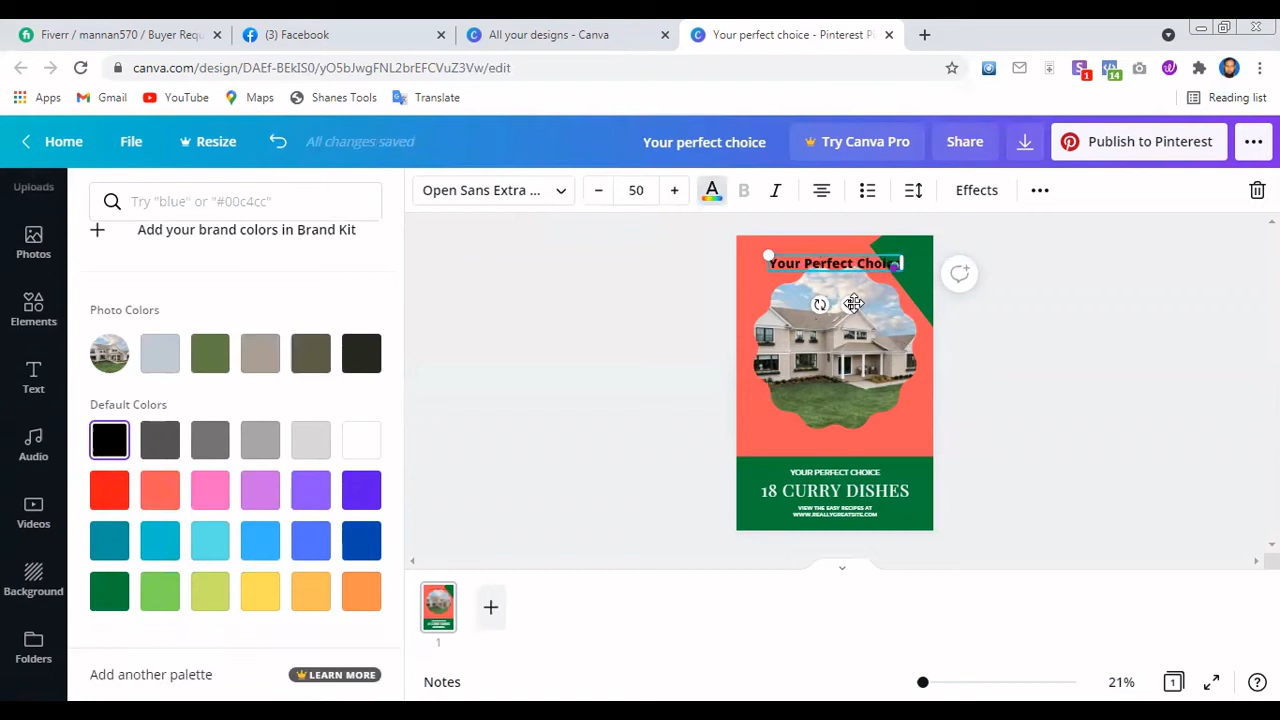 Fiverr / mannan570 / Buyer Requ
(3) Facebook
All your designs - Canva
Your perfect choice - Pinterest P
canva.com/design/DAEf-BEkIS0/yO5bJwgFNL2brEFCVuZ3Vw/edit
1
14
Apps
Gmail
YouTube
Maps
Shanes Tools
Translate
Reading list
Home
File
Resize
All changes saved
Your perfect choice
Try Canva Pro
Share
Publish to Pinterest
Uploads
Photos
Elements
Text
Audio
Videos
Background
Folders
Try "blue" or "#00c4cc"
Add your brand colors in Brand Kit
Photo Colors
Default Colors
Add another palette
LEARN MORE
Open Sans Extra ...
50
A
B
I
Effects
Your Perfect Choice
YOUR PERFECT CHOICE
18 CURRY DISHES
VIEW THE EASY RECIPES AT
WWW.REALLYGREATSITE.COM
1
Notes
21%
1